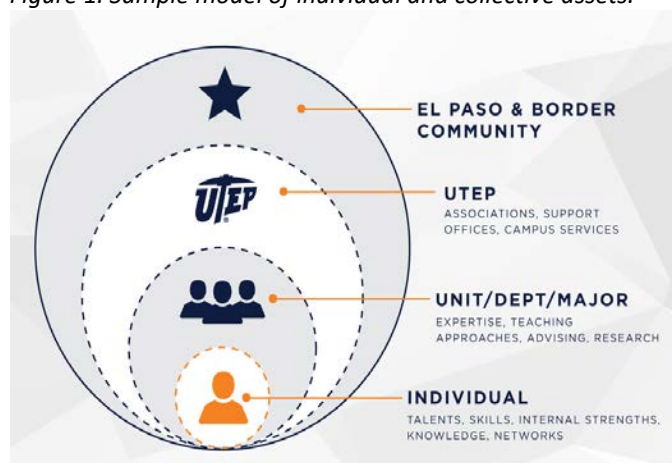 Figure 1. Sample model of individual and collective assets.
EL PASO & BORDER
COMMUNITY
UTEP
UTEP
ASSOCIATIONS, SUPPORT
OFFICES, CAMPUS SERVICES
UNIT/DEPT/MAJOR
EXPERTISE, TEACHING
APPROACHES, ADVISING, RESEARCH
INDIVIDUAL
TALENTS, SKILLS, INTERNAL STRENGTHS,
KNOWLEDGE, NETWORKS